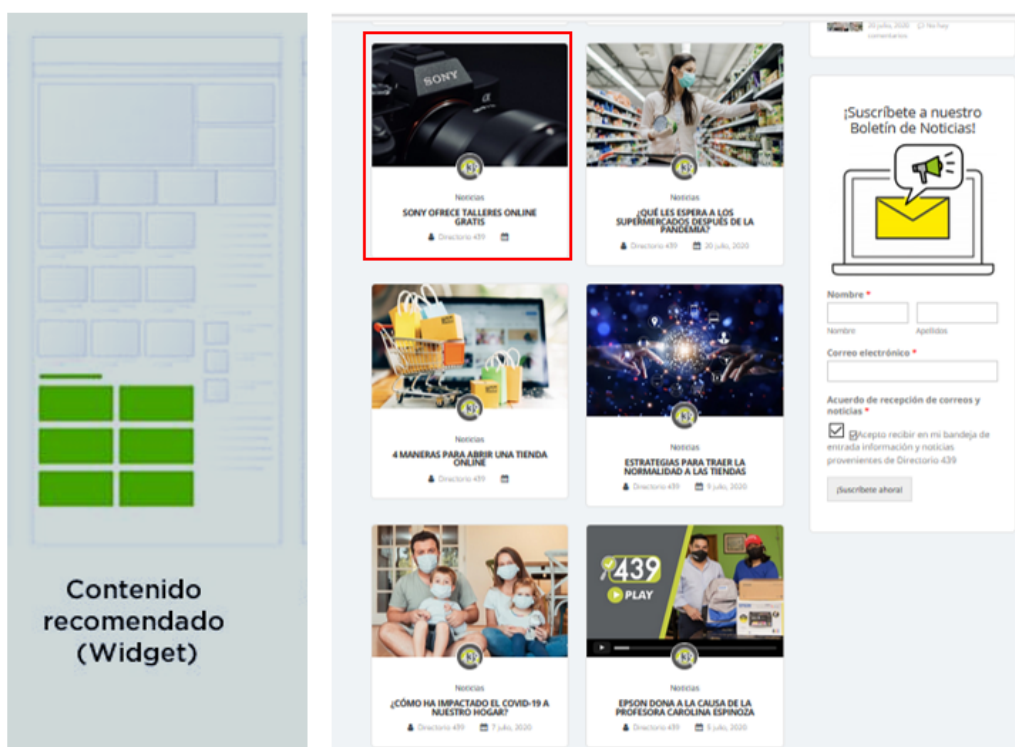 Contenido
recomendado
(Widget)
SONY
α
Noticias
SONY OFRECE TALLERES ONLINE
GRATIS
Directorio 439
Noticias
¿QUÉ LES ESPERA A LOS
SUPERMERCADOS DESPUÉS DE LA
PANDEMIA?
Directorio 439 20 julio, 2020
Noticias
4 MANERAS PARA ABRIR UNA TIENDA
ONLINE
Directorio 439
Noticias
ESTRATEGIAS PARA TRAER LA
NORMALIDAD A LAS TIENDAS
Directorio 439 9 julio, 2020
Noticias
¿CÓMO HA IMPACTADO EL COVID-19 A
NUESTRO HOGAR?
Directorio 439 7 julio, 2020
439
PLAY
EPSON
Noticias
EPSON DONA A LA CAUSA DE LA
PROFESORA CAROLINA ESPINOZA
Directorio 439 5 julio, 2020
20 julio, 2020 No hay
comentarios
¡Suscríbete a nuestro
Boletín de Noticias!
Nombre *
Nombre Apellidos
Correo electrónico *
Acuerdo de recepción de correos y
noticias *
Acepto recibir en mi bandeja de
entrada información y noticias
provenientes de Directorio 439
¡Suscríbete ahora!